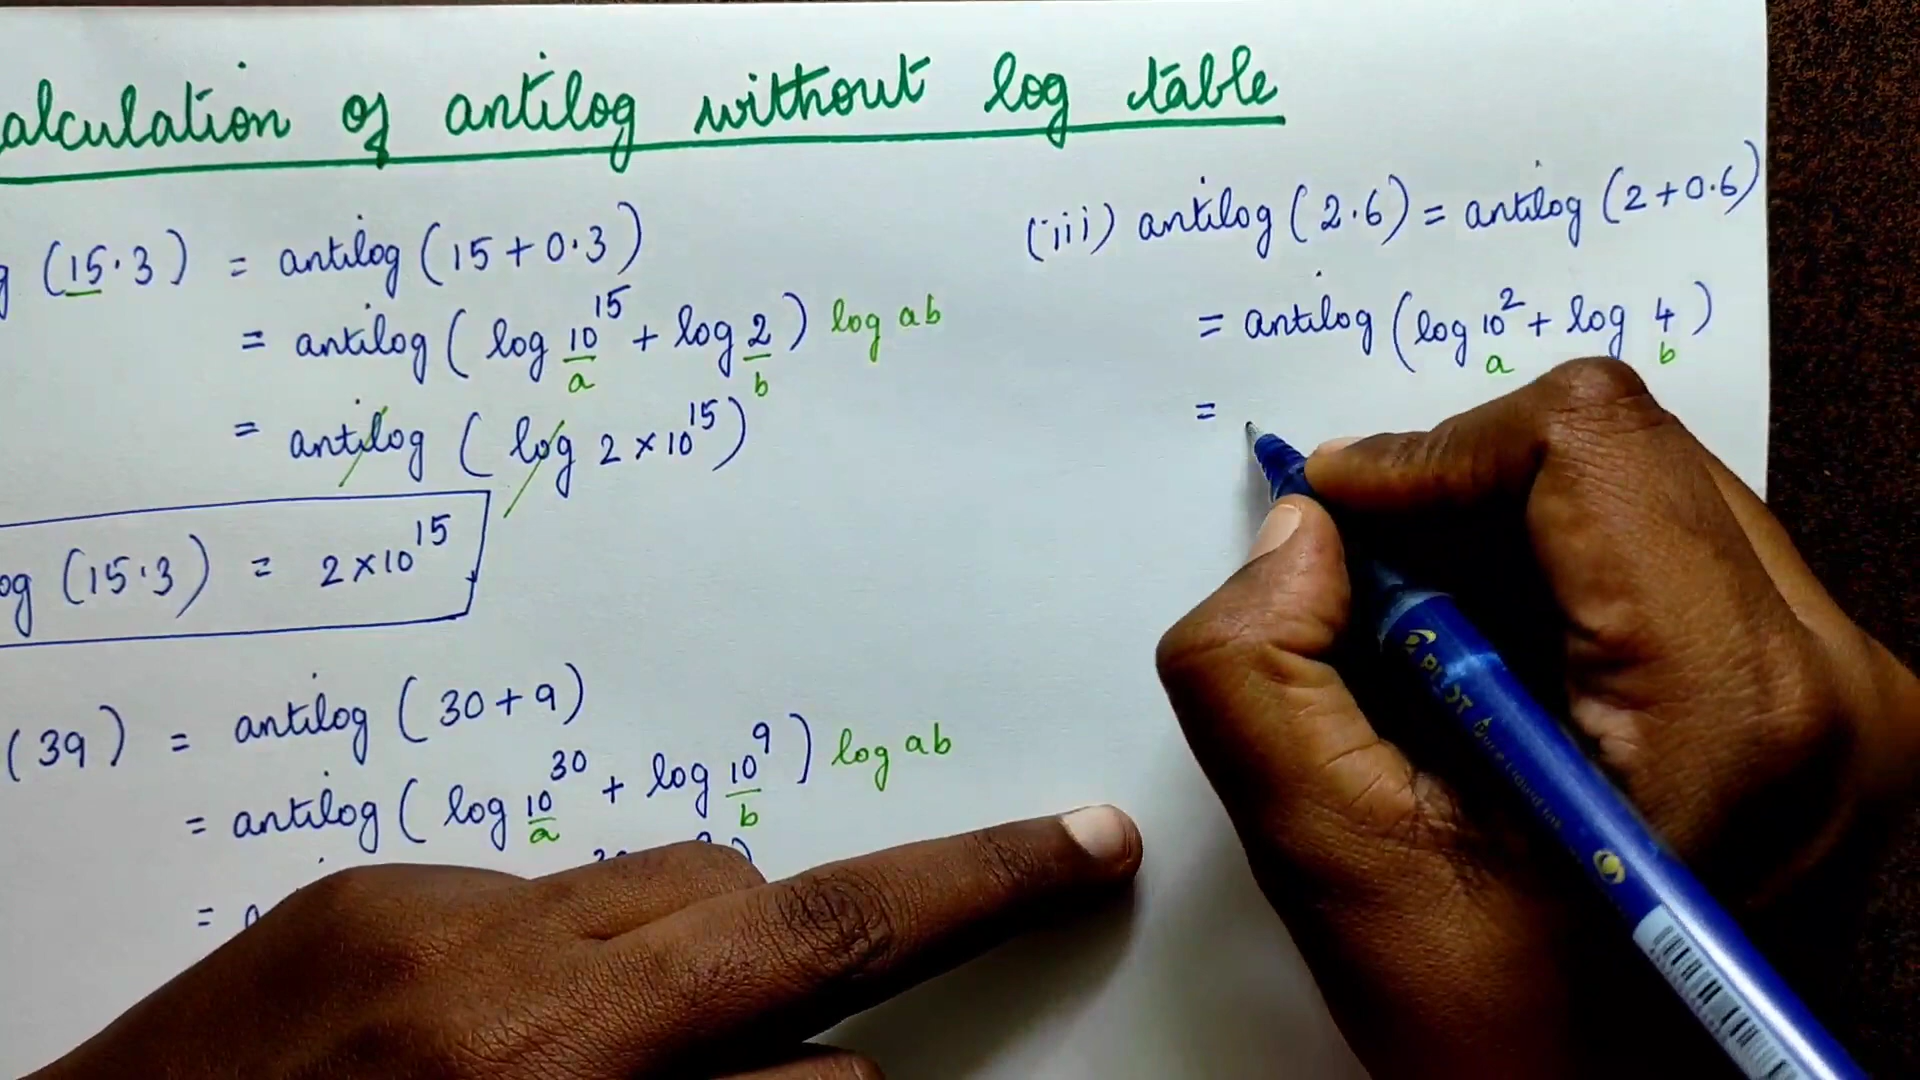 alculation of antilog without log table
g (15.3) = antilog (15 + 0.3)
= antilog ( log 10^15 + log 2 ) log ab
a b
= antilog ( log 2 × 10^15 )
og (15.3) = 2×10^15
(39) = antilog ( 30 + 9 )
= antilog ( log 10^30 + log 10^9 ) log ab
a b
= a
(iii) antilog ( 2.6 ) = antilog ( 2 + 0.6 )
= antilog ( log 10^2 + log 4 )
a b
=
PILOT